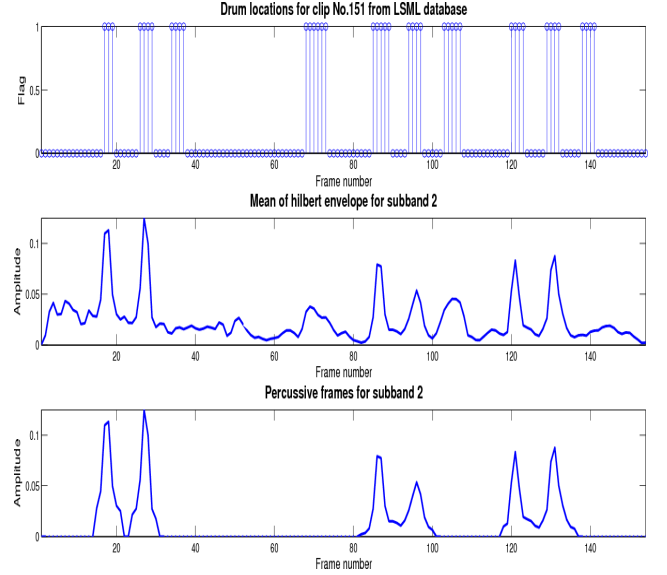 Drum locations for clip No.151 from LSML database
1
0.5
0
Flag
20 40 60 80 100 120 140
Frame number
Mean of hilbert envelope for subband 2
0.1
0.05
0
Amplitude
20 40 60 80 100 120 140
Frame number
Percussive frames for subband 2
0.1
0.05
0
Amplitude
20 40 60 80 100 120 140
Frame number